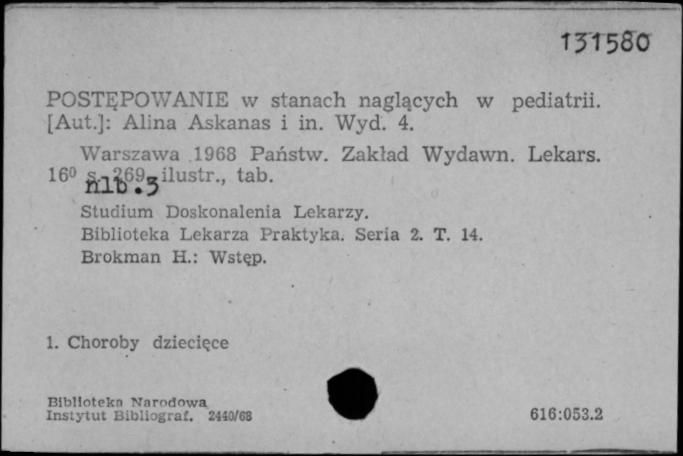 131580
POSTĘPOWANIE w stanach naglących w pediatrii.
[Aut.]: Alina Askanas i in. Wyd. 4.
Warszawa 1968 Państw. Zakład Wydawn. Lekars.
16⁰ s. 269, ilustr., tab.
nlb. 3
Studium Doskonalenia Lekarzy.
Biblioteka Lekarza Praktyka. Seria 2. T. 14.
Brokman H.: Wstęp.
1. Choroby dziecięce
Biblioteka Narodowa
Instytut Bibliograf. 2440/68
616:053.2